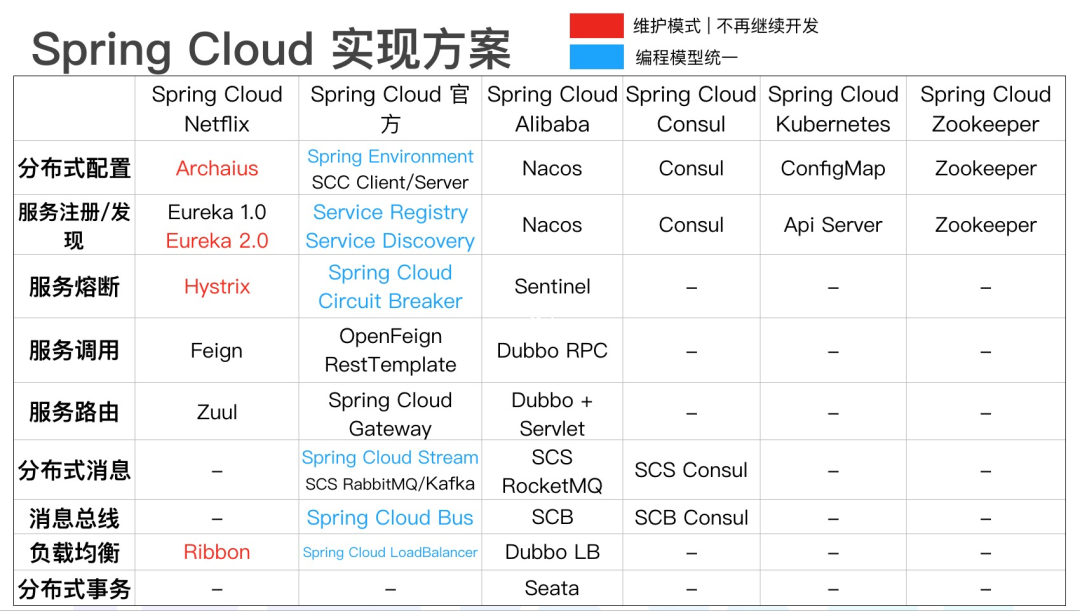 Spring Cloud 实现方案
维护模式 | 不再继续开发
编程模型统一
Spring Cloud Netflix
Spring Cloud 官方
Spring Cloud Alibaba
Spring Cloud Consul
Spring Cloud Kubernetes
Spring Cloud Zookeeper
分布式配置
Archaius
Spring Environment
SCC Client/Server
Nacos
Consul
ConfigMap
Zookeeper
服务注册/发现
Eureka 1.0
Eureka 2.0
Service Registry
Service Discovery
Nacos
Consul
Api Server
Zookeeper
服务熔断
Hystrix
Spring Cloud
Circuit Breaker
Sentinel
–
–
–
服务调用
Feign
OpenFeign
RestTemplate
Dubbo RPC
–
–
–
服务路由
Zuul
Spring Cloud
Gateway
Dubbo +
Servlet
–
–
–
分布式消息
–
Spring Cloud Stream
SCS RabbitMQ/Kafka
SCS
RocketMQ
SCS Consul
–
–
消息总线
–
Spring Cloud Bus
SCB
SCB Consul
–
–
负载均衡
Ribbon
Spring Cloud LoadBalancer
Dubbo LB
–
–
–
分布式事务
–
–
Seata
–
–
–